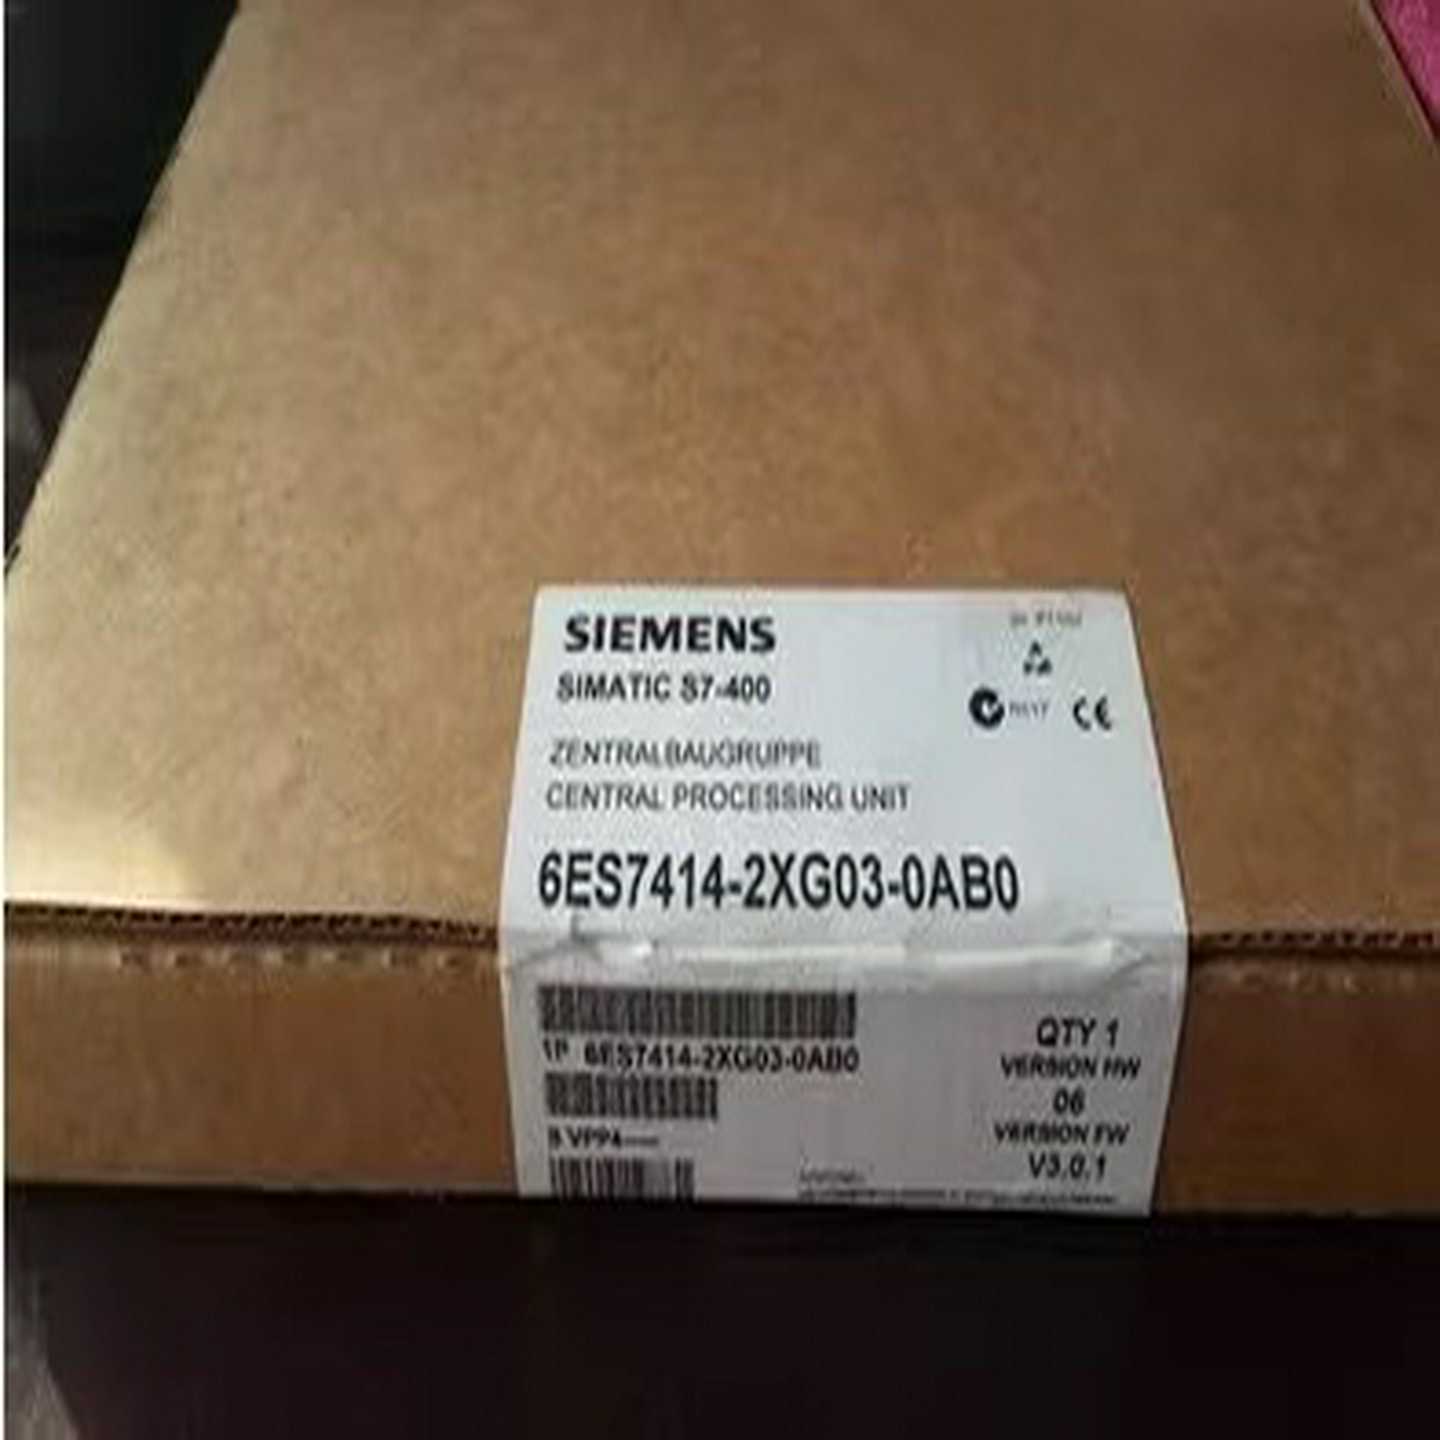 SIEMENS
SIMATIC S7-400
ZENTRALBAUGRUPPE
CENTRAL PROCESSING UNIT
6ES7414-2XG03-0AB0
1P 6ES7414-2XG03-0AB0
S VPP4
QTY 1
VERSION HW
06
VERSION FW
V3.0.1